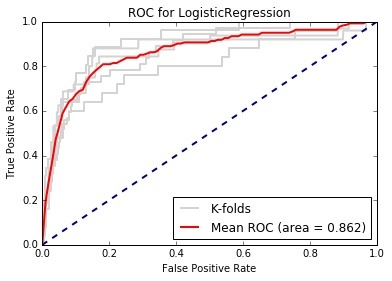 ROC for LogisticRegression
True Positive Rate
1.0
0.8
0.6
0.4
0.2
0.0
K-folds
Mean ROC (area = 0.862)
0.0 0.2 0.4 0.6 0.8 1.0
False Positive Rate